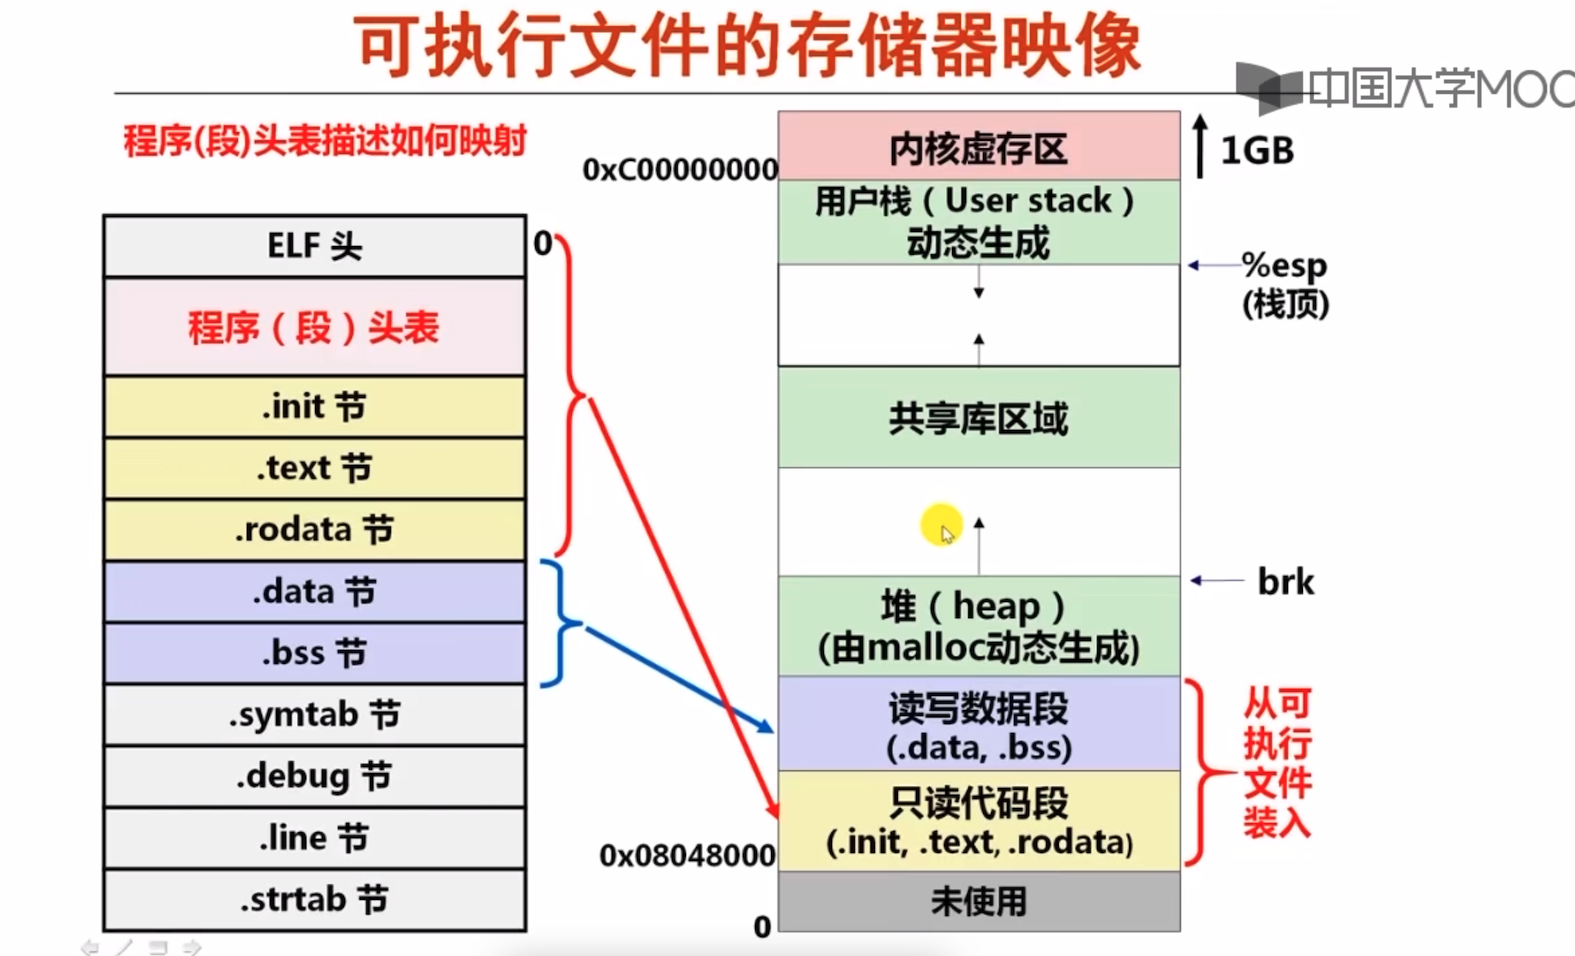 可执行文件的存储器映像
中国大学MOO
程序(段)头表描述如何映射
ELF 头
0
程序（段）头表
.init 节
.text 节
.rodata 节
.data 节
.bss 节
.symtab 节
.debug 节
.line 节
.strtab 节
0xC00000000
内核虚存区
1GB
用户栈（User stack）
动态生成
%esp
(栈顶)
共享库区域
brk
堆（heap）
(由malloc动态生成)
读写数据段
(.data, .bss)
只读代码段
(.init, .text, .rodata)
0x08048000
未使用
0
从可
执行
文件
装入